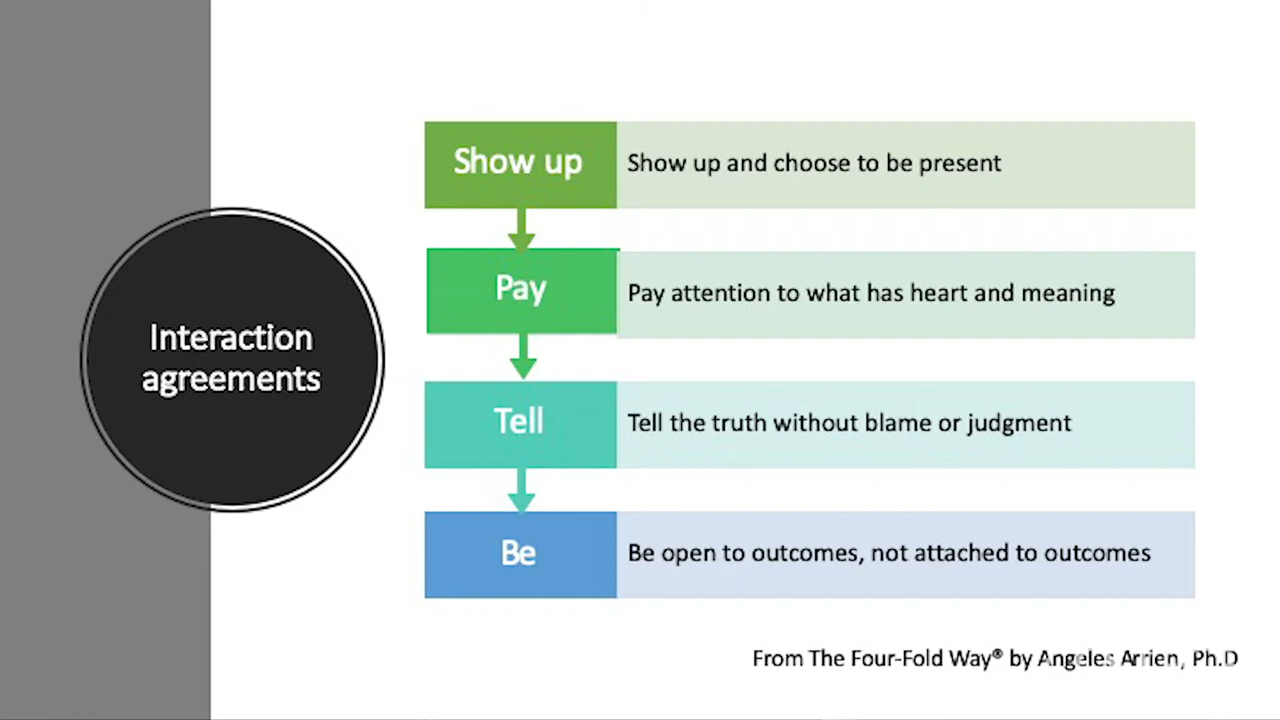 Interaction
agreements
Show up
Show up and choose to be present
Pay
Pay attention to what has heart and meaning
Tell
Tell the truth without blame or judgment
Be
Be open to outcomes, not attached to outcomes
From The Four-Fold Way® by Angeles Arrien, Ph.D